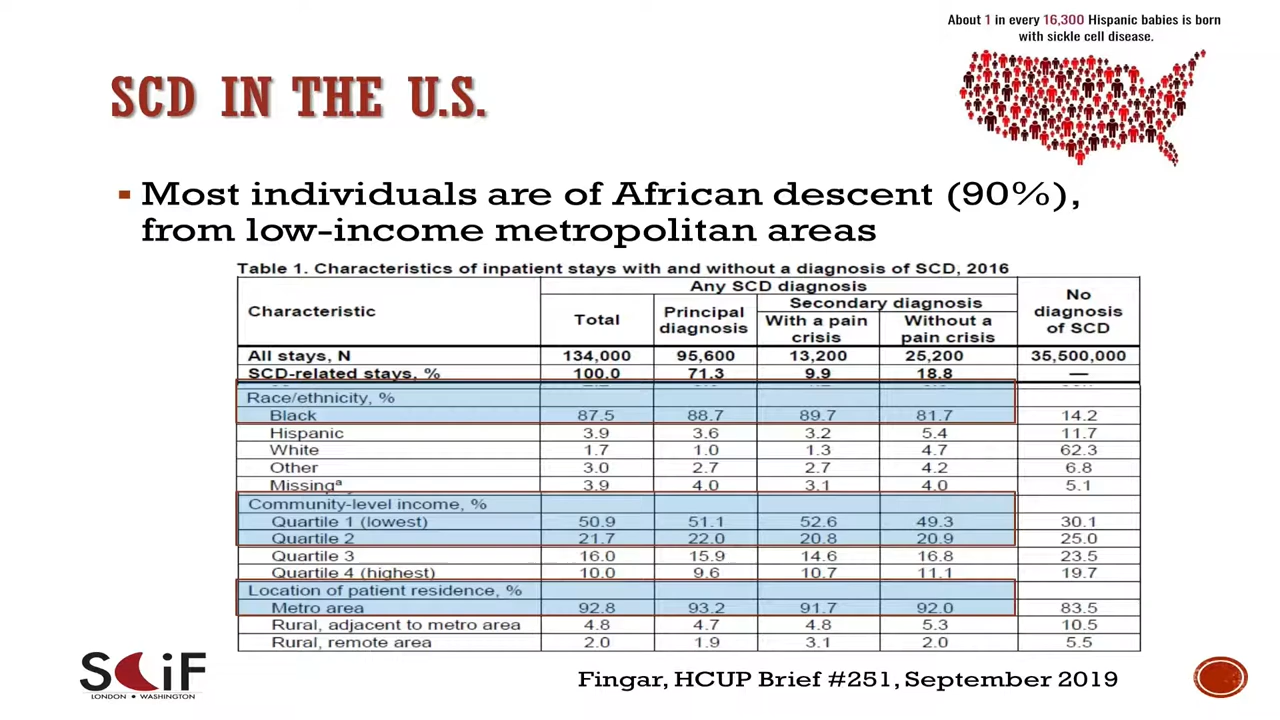 About 1 in every 16,300 Hispanic babies is born
with sickle cell disease.
SCD IN THE U.S.
Most individuals are of African descent (90%),
from low-income metropolitan areas
Table 1. Characteristics of inpatient stays with and without a diagnosis of SCD, 2016
Any SCD diagnosis
Characteristic Total Principal diagnosis Secondary diagnosis No diagnosis of SCD
With a pain crisis Without a pain crisis
All stays, N 134,000 95,600 13,200 25,200 35,500,000
SCD-related stays, % 100.0 71.3 9.9 18.8 —
Race/ethnicity, %
Black 87.5 88.7 89.7 81.7 14.2
Hispanic 3.9 3.6 3.2 5.4 11.7
White 1.7 1.0 1.3 4.7 62.3
Other 3.0 2.7 2.7 4.2 6.8
Missingª 3.9 4.0 3.1 4.0 5.1
Community-level income, %
Quartile 1 (lowest) 50.9 51.1 52.6 49.3 30.1
Quartile 2 21.7 22.0 20.8 20.9 25.0
Quartile 3 16.0 15.9 14.6 16.8 23.5
Quartile 4 (highest) 10.0 9.6 10.7 11.1 19.7
Location of patient residence, %
Metro area 92.8 93.2 91.7 92.0 83.5
Rural, adjacent to metro area 4.8 4.7 4.8 5.3 10.5
Rural, remote area 2.0 1.9 3.1 2.0 5.5
SCiF
LONDON • WASHINGTON
Fingar, HCUP Brief #251, September 2019